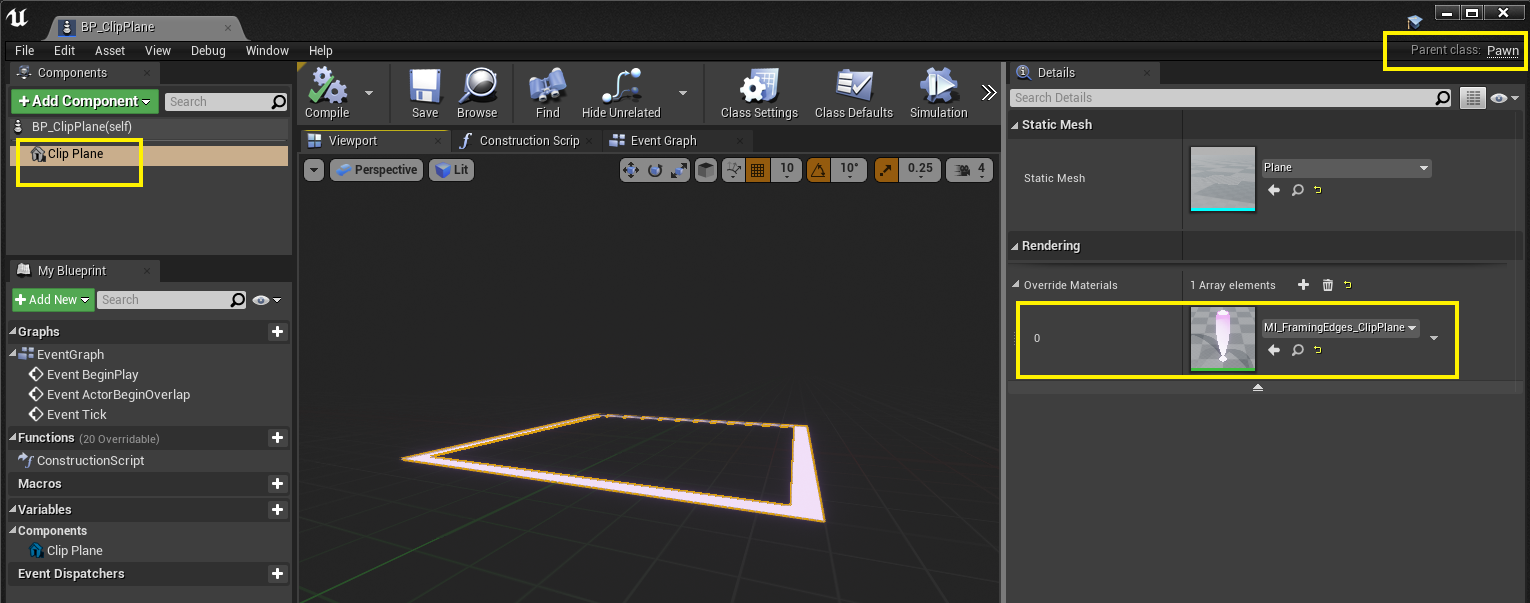 BP_ClipPlane
File Edit Asset View Debug Window Help
Parent class: Pawn
Components
+Add Component
Search
BP_ClipPlane(self)
Clip Plane
My Blueprint
+Add New
Search
Graphs
EventGraph
Event BeginPlay
Event ActorBeginOverlap
Event Tick
Functions (20 Overridable)
ConstructionScript
Macros
Variables
Components
Clip Plane
Event Dispatchers
Compile Save Browse Find Hide Unrelated Class Settings Class Defaults Simulation
Viewport Construction Scrip Event Graph
Perspective Lit 10 10° 0.25 4
Details
Search Details
Static Mesh
Static Mesh Plane
Rendering
Override Materials 1 Array elements
0 MI_FramingEdges_ClipPlane